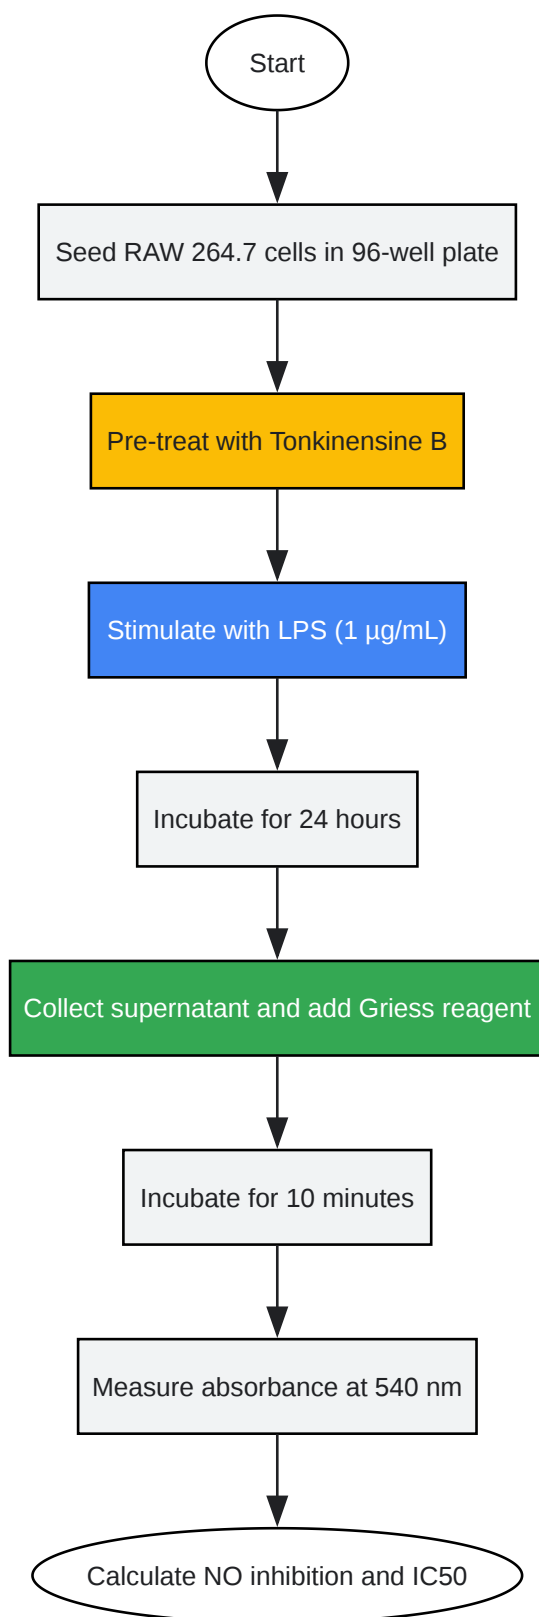 Start
Seed RAW 264.7 cells in 96-well plate
Pre-treat with Tonkinensine B
Stimulate with LPS (1 µg/mL)
Incubate for 24 hours
Collect supernatant and add Griess reagent
Incubate for 10 minutes
Measure absorbance at 540 nm
Calculate NO inhibition and IC50